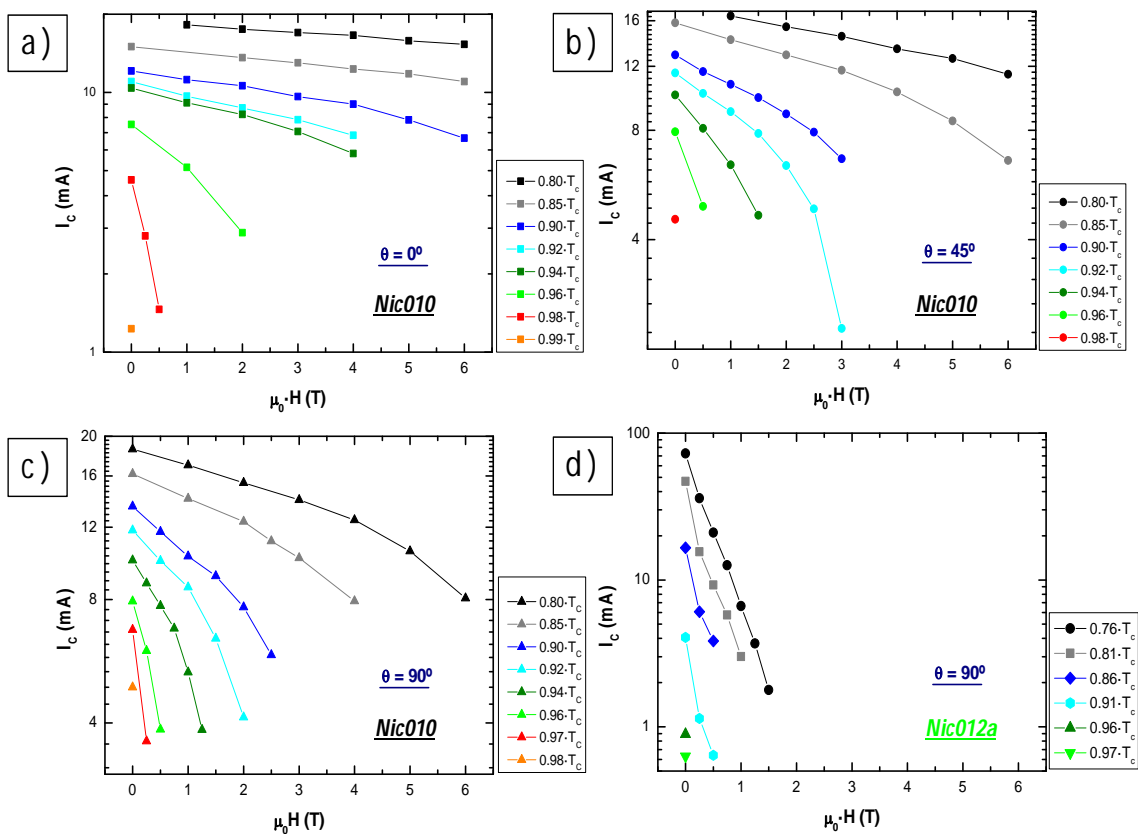 a)
10
1
I_C (mA)
0 1 2 3 4 5 6
μ₀·H (T)
θ = 0º
Nic010
0.80·T_c
0.85·T_c
0.90·T_c
0.92·T_c
0.94·T_c
0.96·T_c
0.98·T_c
0.99·T_c
b)
16
12
8
4
I_C (mA)
0 1 2 3 4 5 6
μ₀·H (T)
θ = 45º
Nic010
0.80·T_c
0.85·T_c
0.90·T_c
0.92·T_c
0.94·T_c
0.96·T_c
0.98·T_c
c)
20
16
12
8
4
I_C (mA)
0 1 2 3 4 5 6
μ₀H (T)
θ = 90º
Nic010
0.80·T_c
0.85·T_c
0.90·T_c
0.92·T_c
0.94·T_c
0.96·T_c
0.97·T_c
0.98·T_c
d)
100
10
1
I_C (mA)
0 1 2 3 4 5 6
μ₀·H (T)
θ = 90º
Nic012a
0.76·T_c
0.81·T_c
0.86·T_c
0.91·T_c
0.96·T_c
0.97·T_c